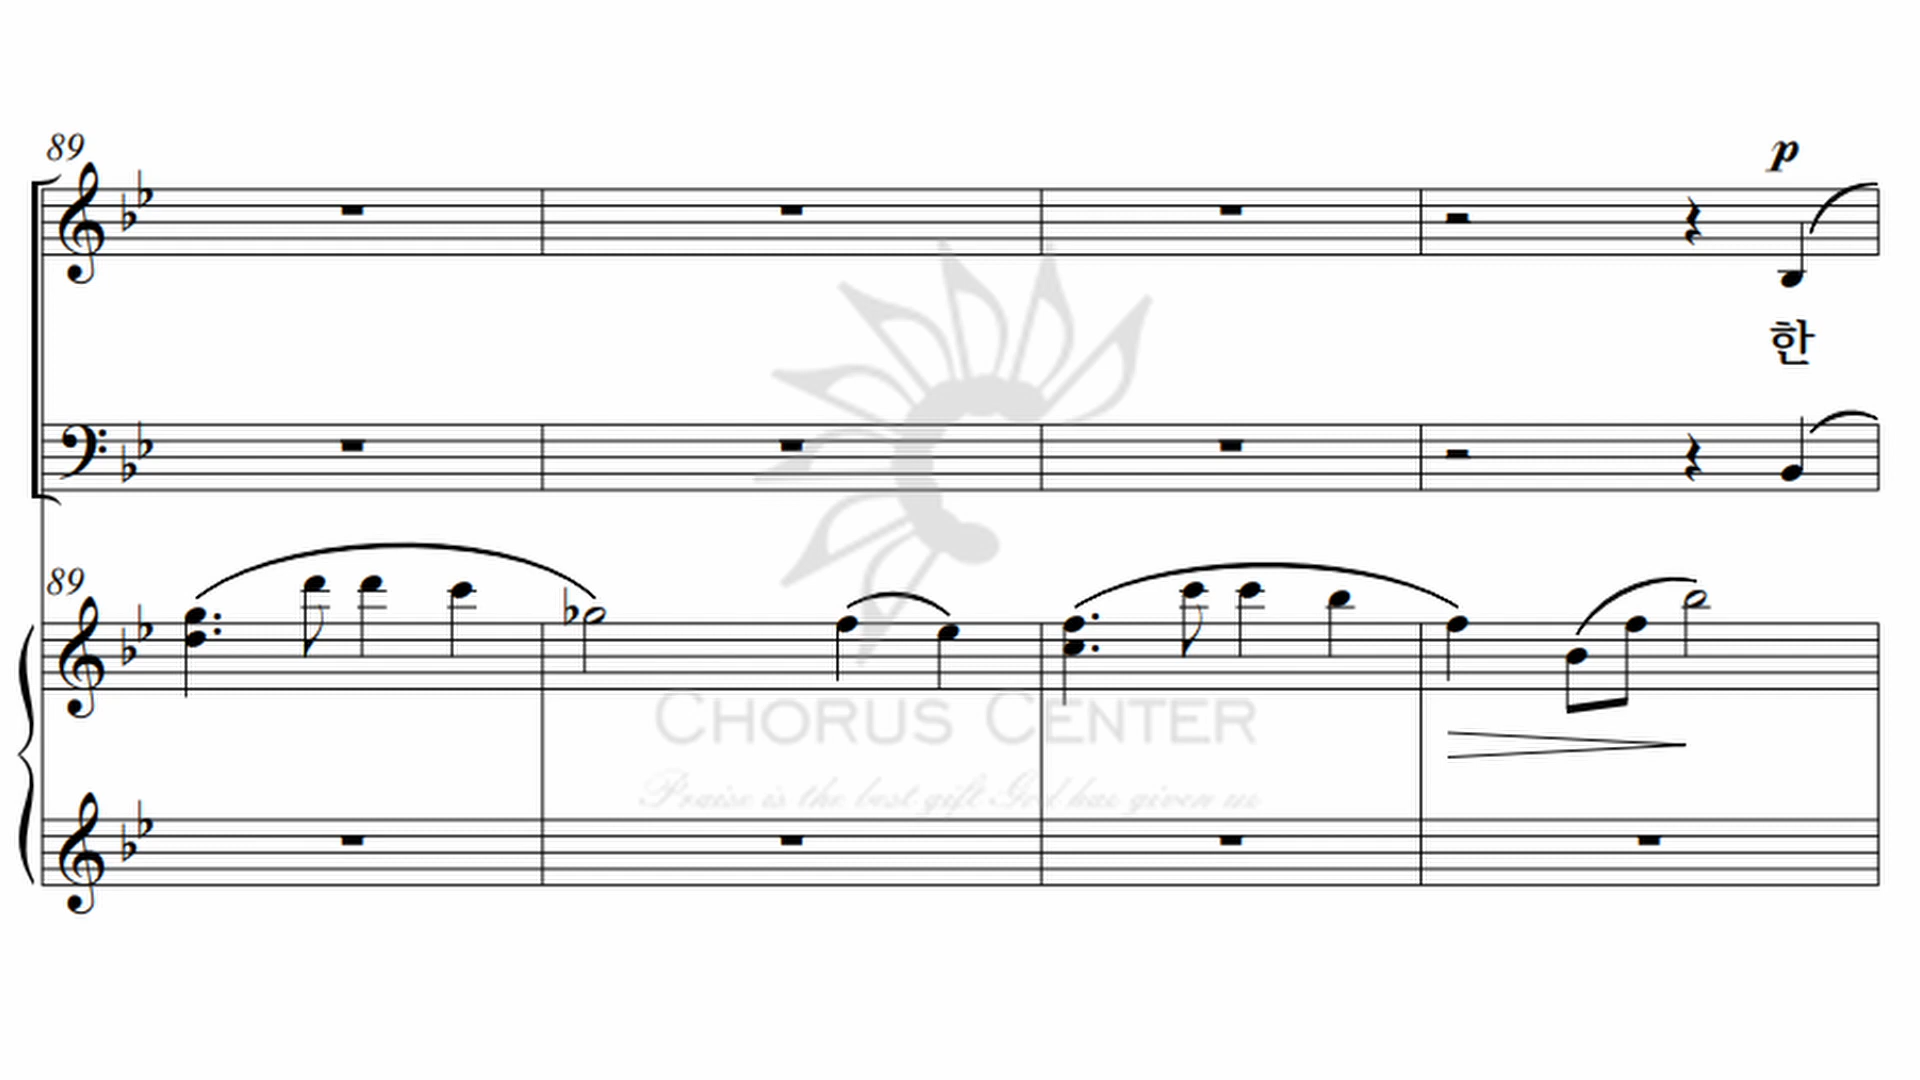 89
p
한
89
CHORUS CENTER
Praise is the best gift God has given us